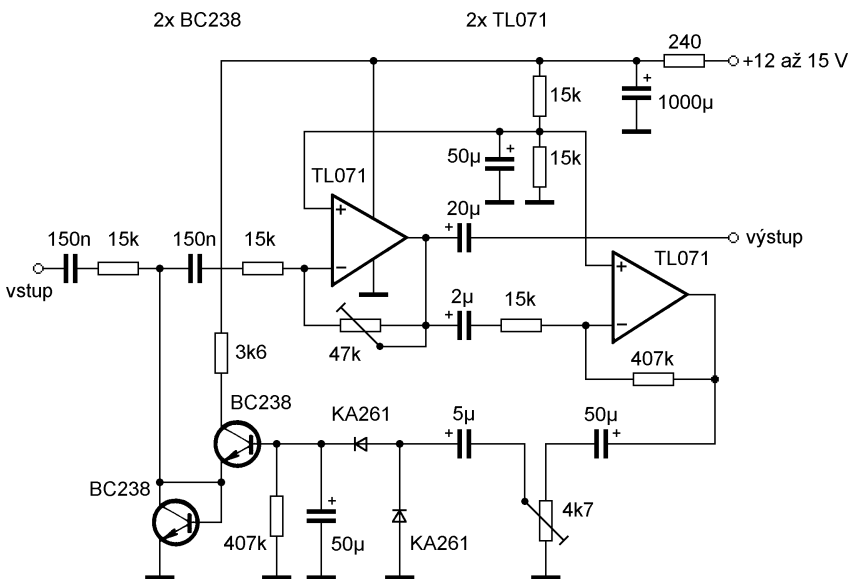 2x BC238
2x TL071
240
+12 až 15 V
15k
+
1000µ
50µ
+
15k
TL071
20µ
+
+
−
výstup
150n
15k
150n
15k
vstup
TL071
2µ
+
15k
+
−
47k
3k6
407k
BC238
KA261
5µ
+
50µ
+
BC238
407k
+
50µ
KA261
4k7